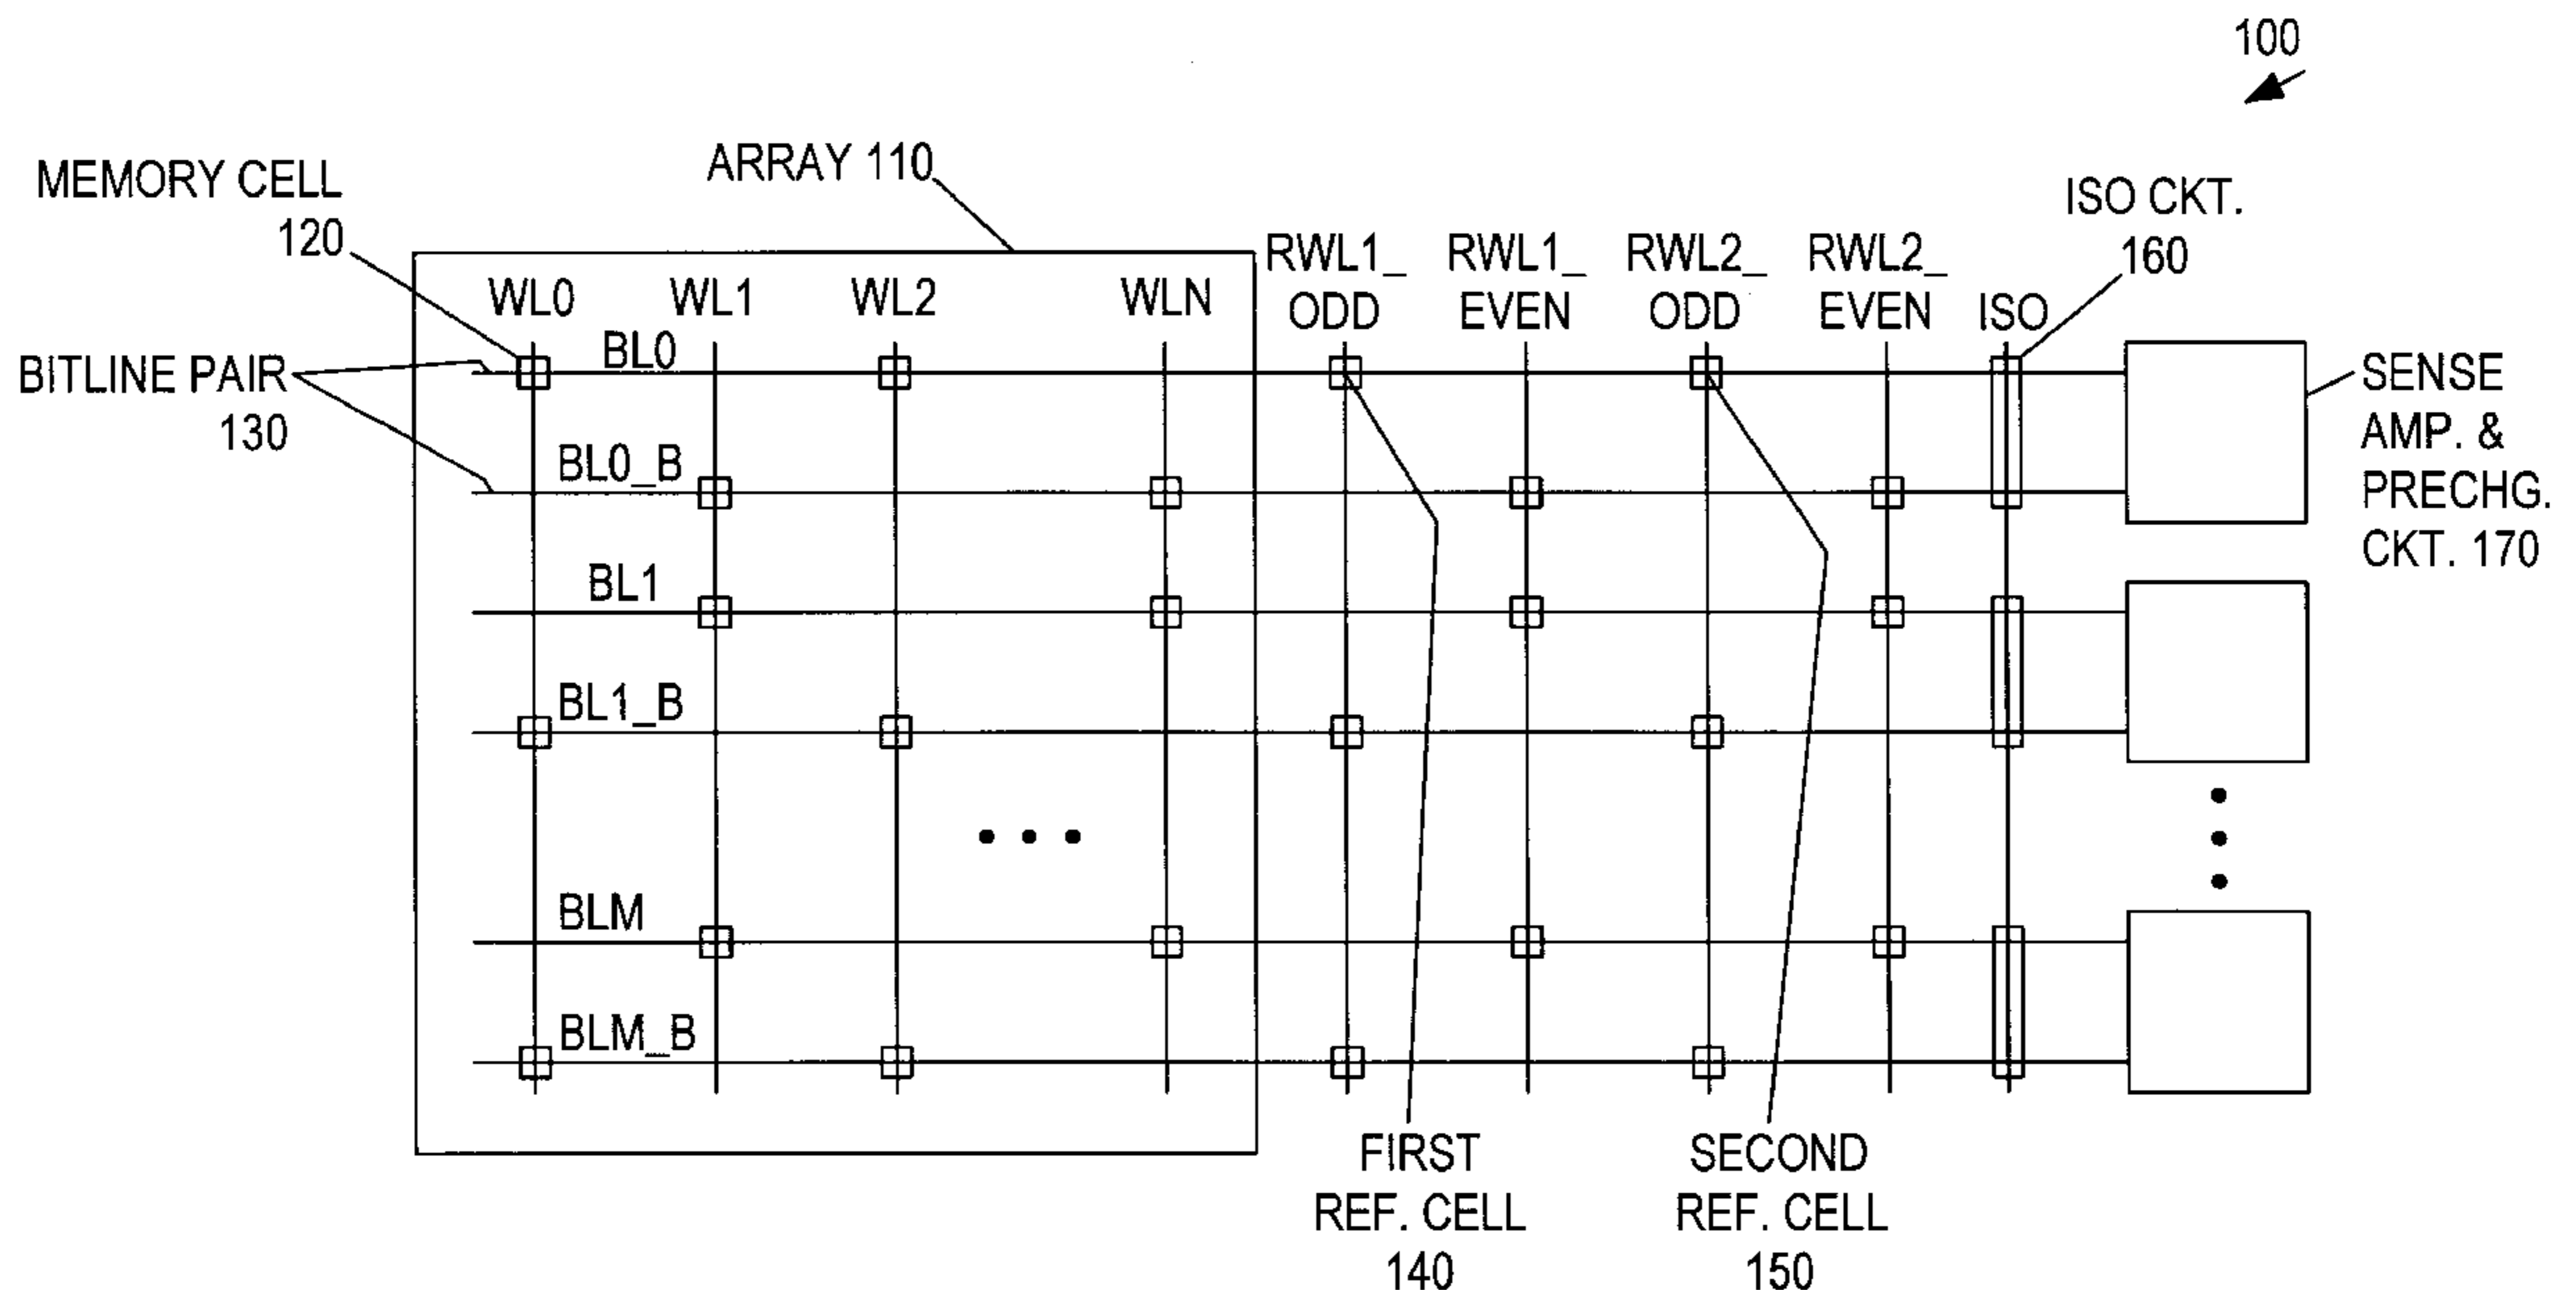 100
ARRAY 110
MEMORY CELL
120
ISO CKT.
160
RWL1_
ODD
RWL1_
EVEN
RWL2_
ODD
RWL2_
EVEN
ISO
WL0
WL1
WL2
WLN
BL0
BITLINE PAIR
130
SENSE
AMP. &
PRECHG.
CKT. 170
BL0_B
BL1
BL1_B
BLM
BLM_B
FIRST
REF. CELL
140
SECOND
REF. CELL
150